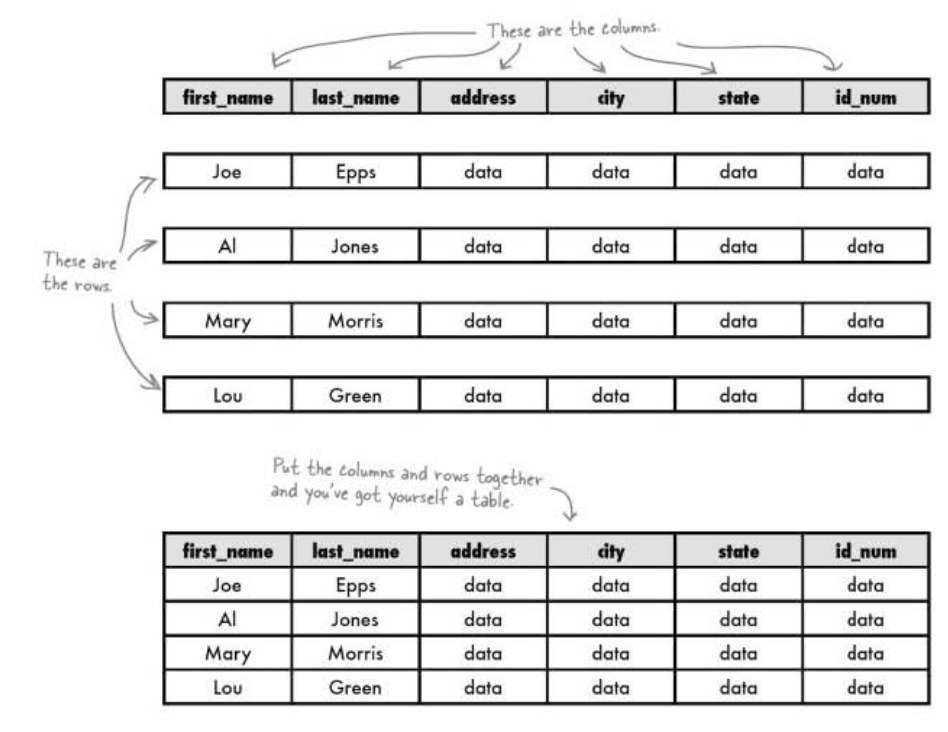 These are the columns.
first_name last_name address city state id_num
Joe Epps data data data data
Al Jones data data data data
These are
the rows.
Mary Morris data data data data
Lou Green data data data data
Put the columns and rows together
and you've got yourself a table.
first_name last_name address city state id_num
Joe Epps data data data data
Al Jones data data data data
Mary Morris data data data data
Lou Green data data data data